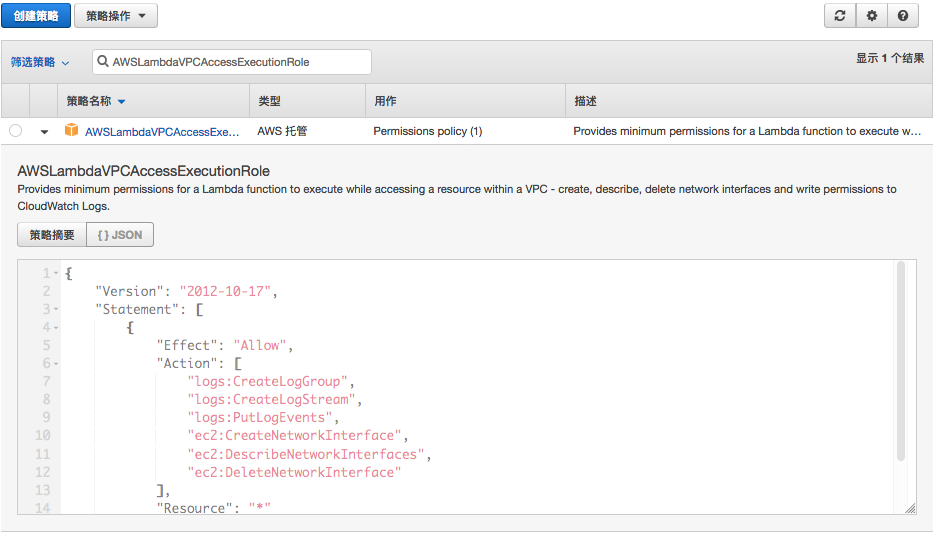 创建策略 策略操作
筛选策略 AWSLambdaVPCAccessExecutionRole 显示 1 个结果
策略名称 类型 用作 描述
AWSLambdaVPCAccessExe... AWS 托管 Permissions policy (1) Provides minimum permissions for a Lambda function to execute w...
AWSLambdaVPCAccessExecutionRole
Provides minimum permissions for a Lambda function to execute while accessing a resource within a VPC - create, describe, delete network interfaces and write permissions to
CloudWatch Logs.
策略摘要 { } JSON
1 {
2 "Version": "2012-10-17",
3 "Statement": [
4 {
5 "Effect": "Allow",
6 "Action": [
7 "logs:CreateLogGroup",
8 "logs:CreateLogStream",
9 "logs:PutLogEvents",
10 "ec2:CreateNetworkInterface",
11 "ec2:DescribeNetworkInterfaces",
12 "ec2:DeleteNetworkInterface"
13 ],
14 "Resource": "*"